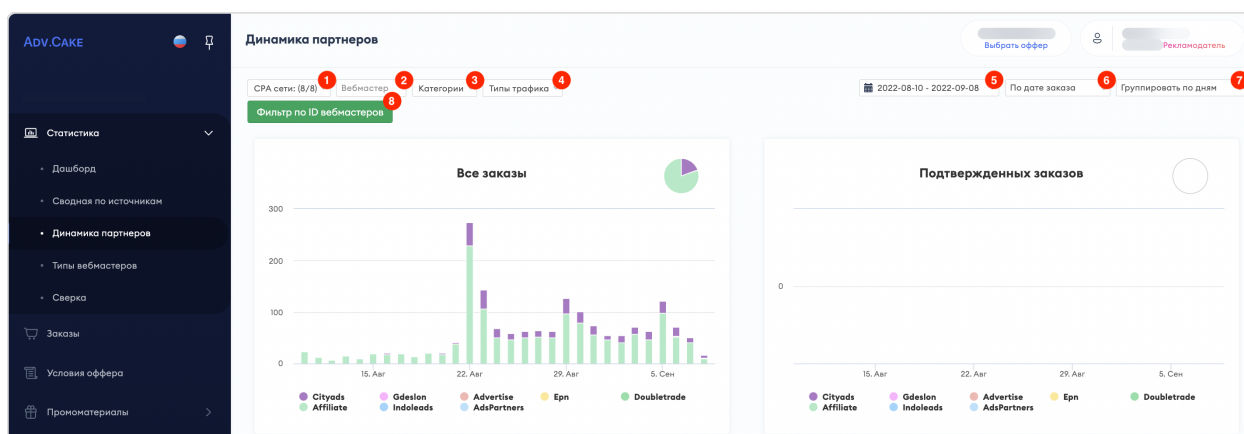 ADV.CAKE
Динамика партнеров
Выбрать оффер
Рекламодатель
CPA сети: (8/8) 1 Вебмастер 2 Категории 3 Типы трафика 4
2022-08-10 - 2022-09-08 5 По дате заказа 6 Группировать по дням 7
Фильтр по ID вебмастеров 8
Статистика
Дашборд
Сводная по источникам
Динамика партнеров
Типы вебмастеров
Сверка
Заказы
Условия оффера
Промоматериалы
Все заказы
300
200
100
0
15. Авг 22. Авг 29. Авг 5. Сен
Cityads Gdeslon Advertise Epn Doubletrade
Affiliate Indoleads AdsPartners
Подтвержденных заказов
0
15. Авг 22. Авг 29. Авг 5. Сен
Cityads Gdeslon Advertise Epn Doubletrade
Affiliate Indoleads AdsPartners